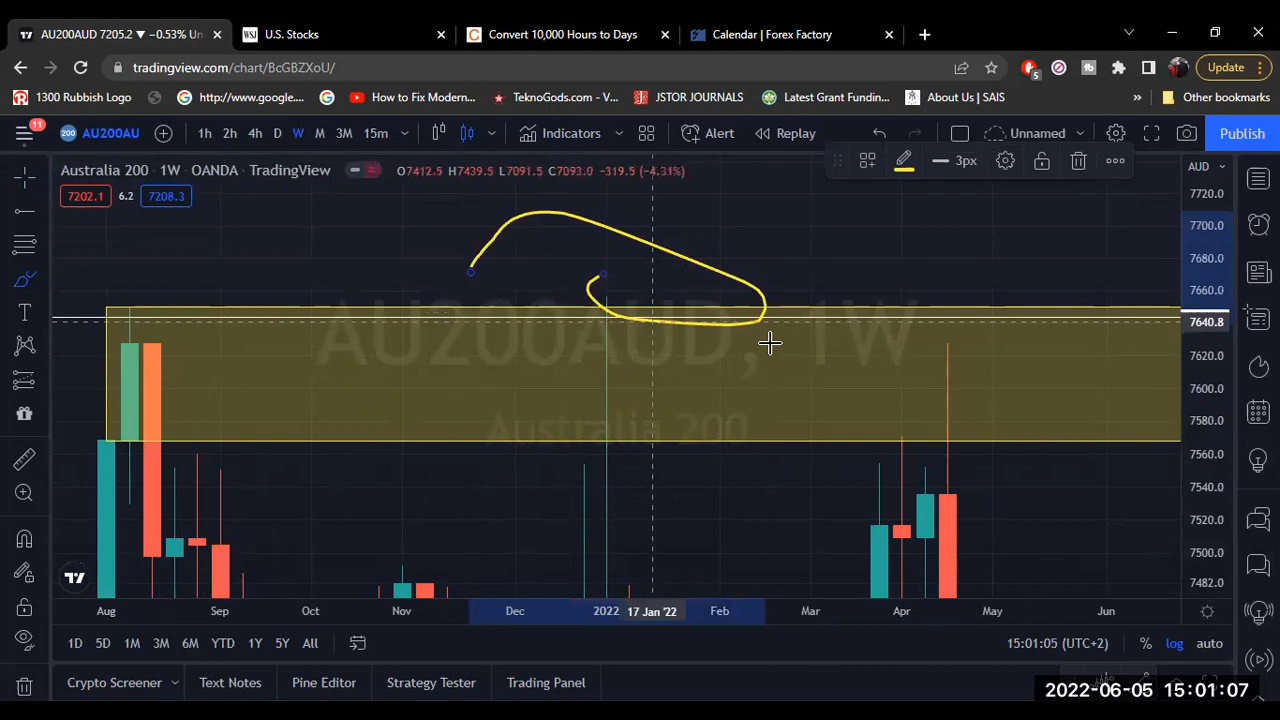 AU200AUD 7205.2 ▼ −0.53% Un
U.S. Stocks
Convert 10,000 Hours to Days
Calendar | Forex Factory
tradingview.com/chart/BcGBZXoU/
5
Update
1300 Rubbish Logo
http://www.google....
How to Fix Modern...
TeknoGods.com - V...
JSTOR JOURNALS
Latest Grant Funding...
About Us | SAIS
»
Other bookmarks
11
200 AU200AU
1h 2h 4h D W M 3M 15m
Indicators
Alert
Replay
Unnamed
Publish
Australia 200 · 1W · OANDA · TradingView
O7412.5 H7439.5 L7091.5 C7093.0 -319.5 (-4.31%)
3px
AUD
7202.1 6.2 7208.3
7720.0
7700.0
7680.0
7660.0
7640.8
7620.0
7600.0
7580.0
7560.0
7540.0
7520.0
7500.0
7482.0
AU200AUD, 1W
Australia 200
Aug Sep Oct Nov Dec 2022 17 Jan '22 Feb Mar Apr May Jun
1D 5D 1M 3M 6M YTD 1Y 5Y All
15:01:05 (UTC+2)
% log auto
Crypto Screener
Text Notes
Pine Editor
Strategy Tester
Trading Panel
2022-06-05 15:01:07